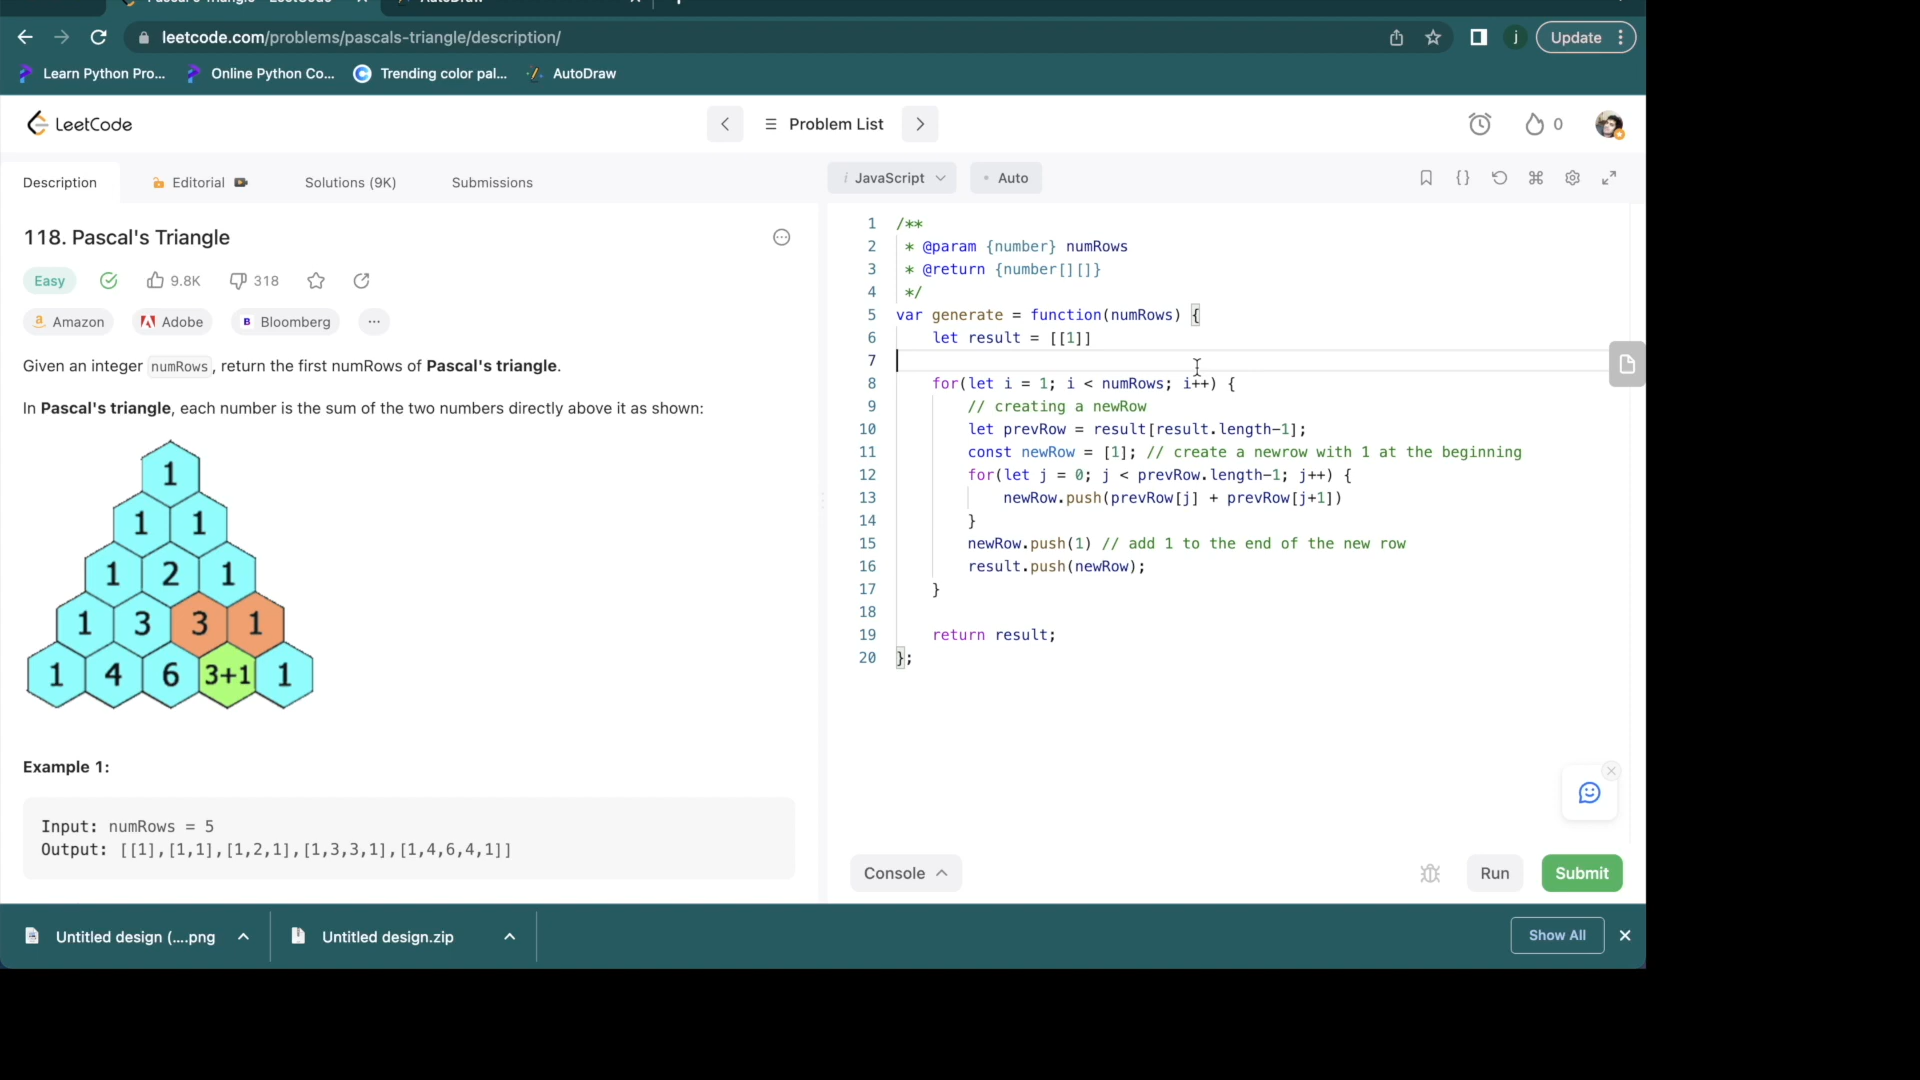 leetcode.com/problems/pascals-triangle/description/
j
Update
Learn Python Pro...
Online Python Co...
Trending color pal...
AutoDraw
LeetCode
Problem List
0
Description
Editorial
Solutions (9K)
Submissions
118. Pascal's Triangle
Easy
9.8K
318
Amazon
Adobe
Bloomberg
Given an integer numRows, return the first numRows of Pascal's triangle.
In Pascal's triangle, each number is the sum of the two numbers directly above it as shown:
1
1 1
1 2 1
1 3 3 1
1 4 6 3+1 1
Example 1:
Input: numRows = 5
Output: [[1],[1,1],[1,2,1],[1,3,3,1],[1,4,6,4,1]]
i JavaScript
Auto
1 /**
2 * @param {number} numRows
3 * @return {number[][]}
4 */
5 var generate = function(numRows) {
6 let result = [[1]]
7
8 for(let i = 1; i < numRows; i++) {
9 // creating a newRow
10 let prevRow = result[result.length-1];
11 const newRow = [1]; // create a newrow with 1 at the beginning
12 for(let j = 0; j < prevRow.length-1; j++) {
13 newRow.push(prevRow[j] + prevRow[j+1])
14 }
15 newRow.push(1) // add 1 to the end of the new row
16 result.push(newRow);
17 }
18
19 return result;
20 };
Console
Run
Submit
Untitled design (....png
Untitled design.zip
Show All